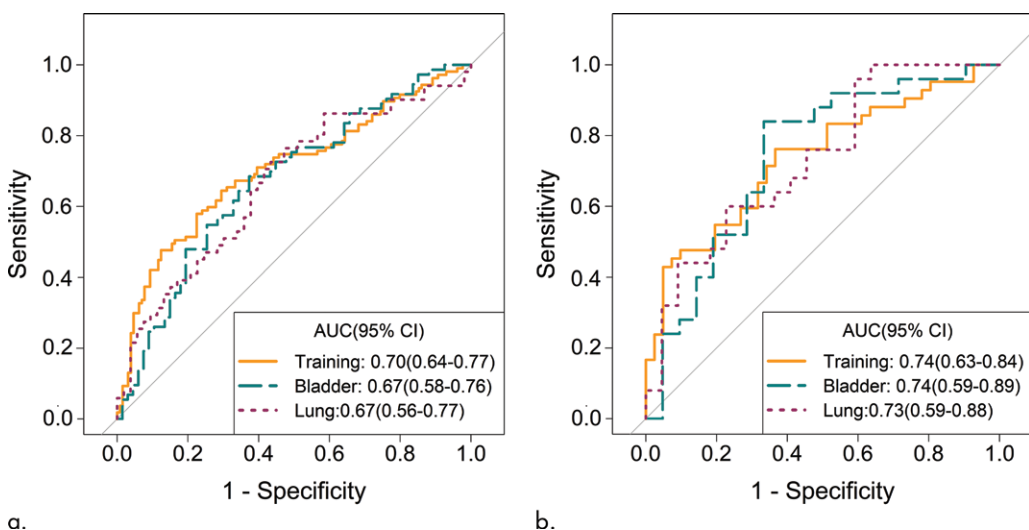 1.0
0.8
0.6
0.4
0.2
0.0
Sensitivity
AUC(95% CI)
Training: 0.70(0.64-0.77)
Bladder: 0.67(0.58-0.76)
Lung:0.67(0.56-0.77)
0.0 0.2 0.4 0.6 0.8 1.0
1 - Specificity
a.
1.0
0.8
0.6
0.4
0.2
0.0
Sensitivity
AUC(95% CI)
Training: 0.74(0.63-0.84)
Bladder: 0.74(0.59-0.89)
Lung:0.73(0.59-0.88)
0.0 0.2 0.4 0.6 0.8 1.0
1 - Specificity
b.